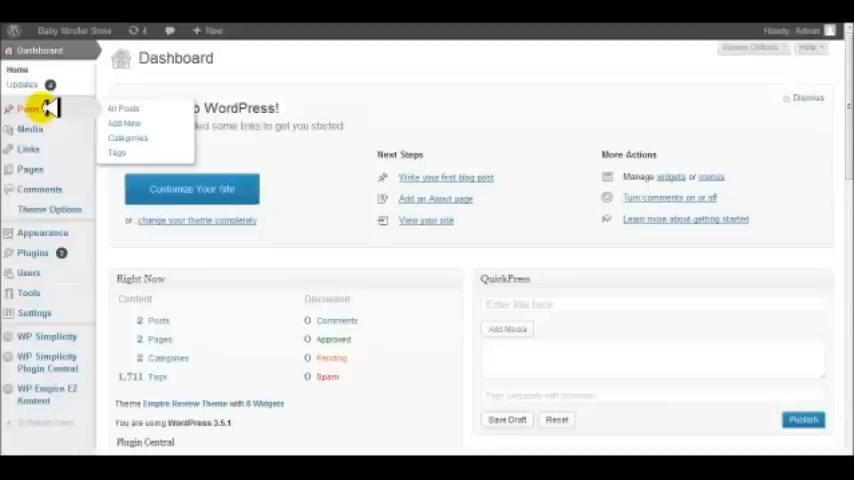 Baby Stroller Store
4
+ New
Howdy,
Dashboard
Home
Updates 4
Posts
Media
Links
Pages
Comments
Theme Options
Appearance
Plugins 2
Users
Tools
Settings
WP Simplicity
WP Simplicity
Plugin Central
WP Empire EZ
Kontent
All Posts
Add New
Categories
Tags
Dashboard
Screen Options
Help
o WordPress!
ked some links to get you started
Dismiss
Customize Your Site
or, change your theme completely
Next Steps
Write your first blog post
Add an About page
View your site
More Actions
Manage widgets or menus
Turn comments on or off
Learn more about getting started
Right Now
Content
Discussion
2 Posts
0 Comments
2 Pages
0 Approved
2 Categories
0 Pending
1,711 Tags
0 Spam
Theme Empire Review Theme with 6 Widgets
You are using WordPress 3.5.1.
Plugin Central
QuickPress
Enter title here
Add Media
Tags (separate with commas)
Save Draft
Reset
Publish